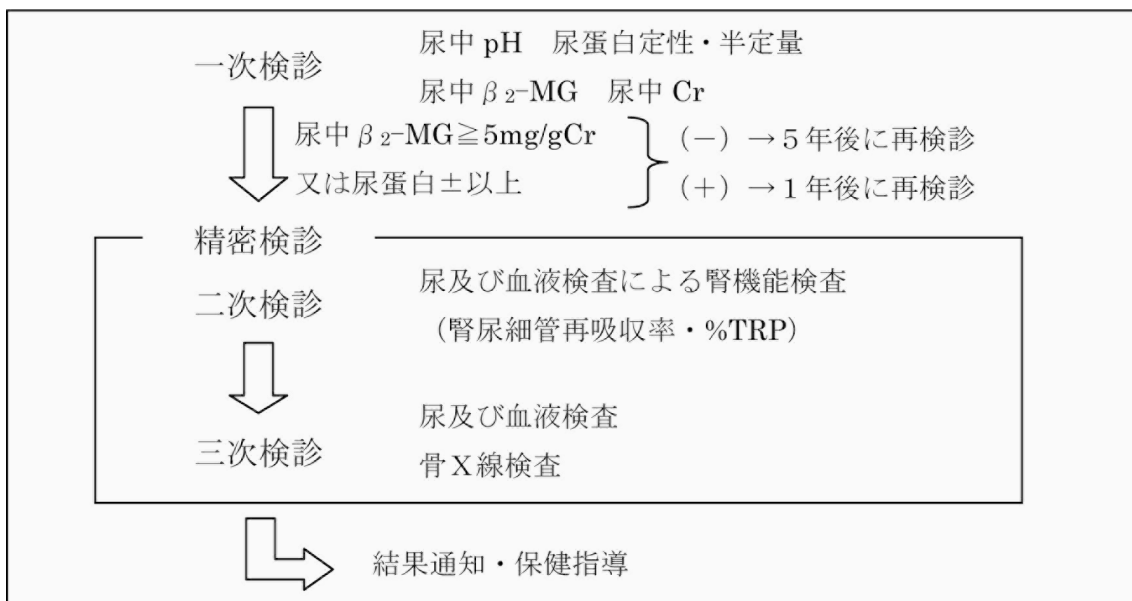 一次検診
尿中 pH　尿蛋白定性・半定量
尿中 β₂-MG　尿中 Cr
尿中 β₂-MG≧5mg/gCr
又は尿蛋白±以上
（－）→５年後に再検診
（＋）→１年後に再検診
精密検診
二次検診
尿及び血液検査による腎機能検査
（腎尿細管再吸収率・%TRP）
三次検診
尿及び血液検査
骨Ｘ線検査
結果通知・保健指導